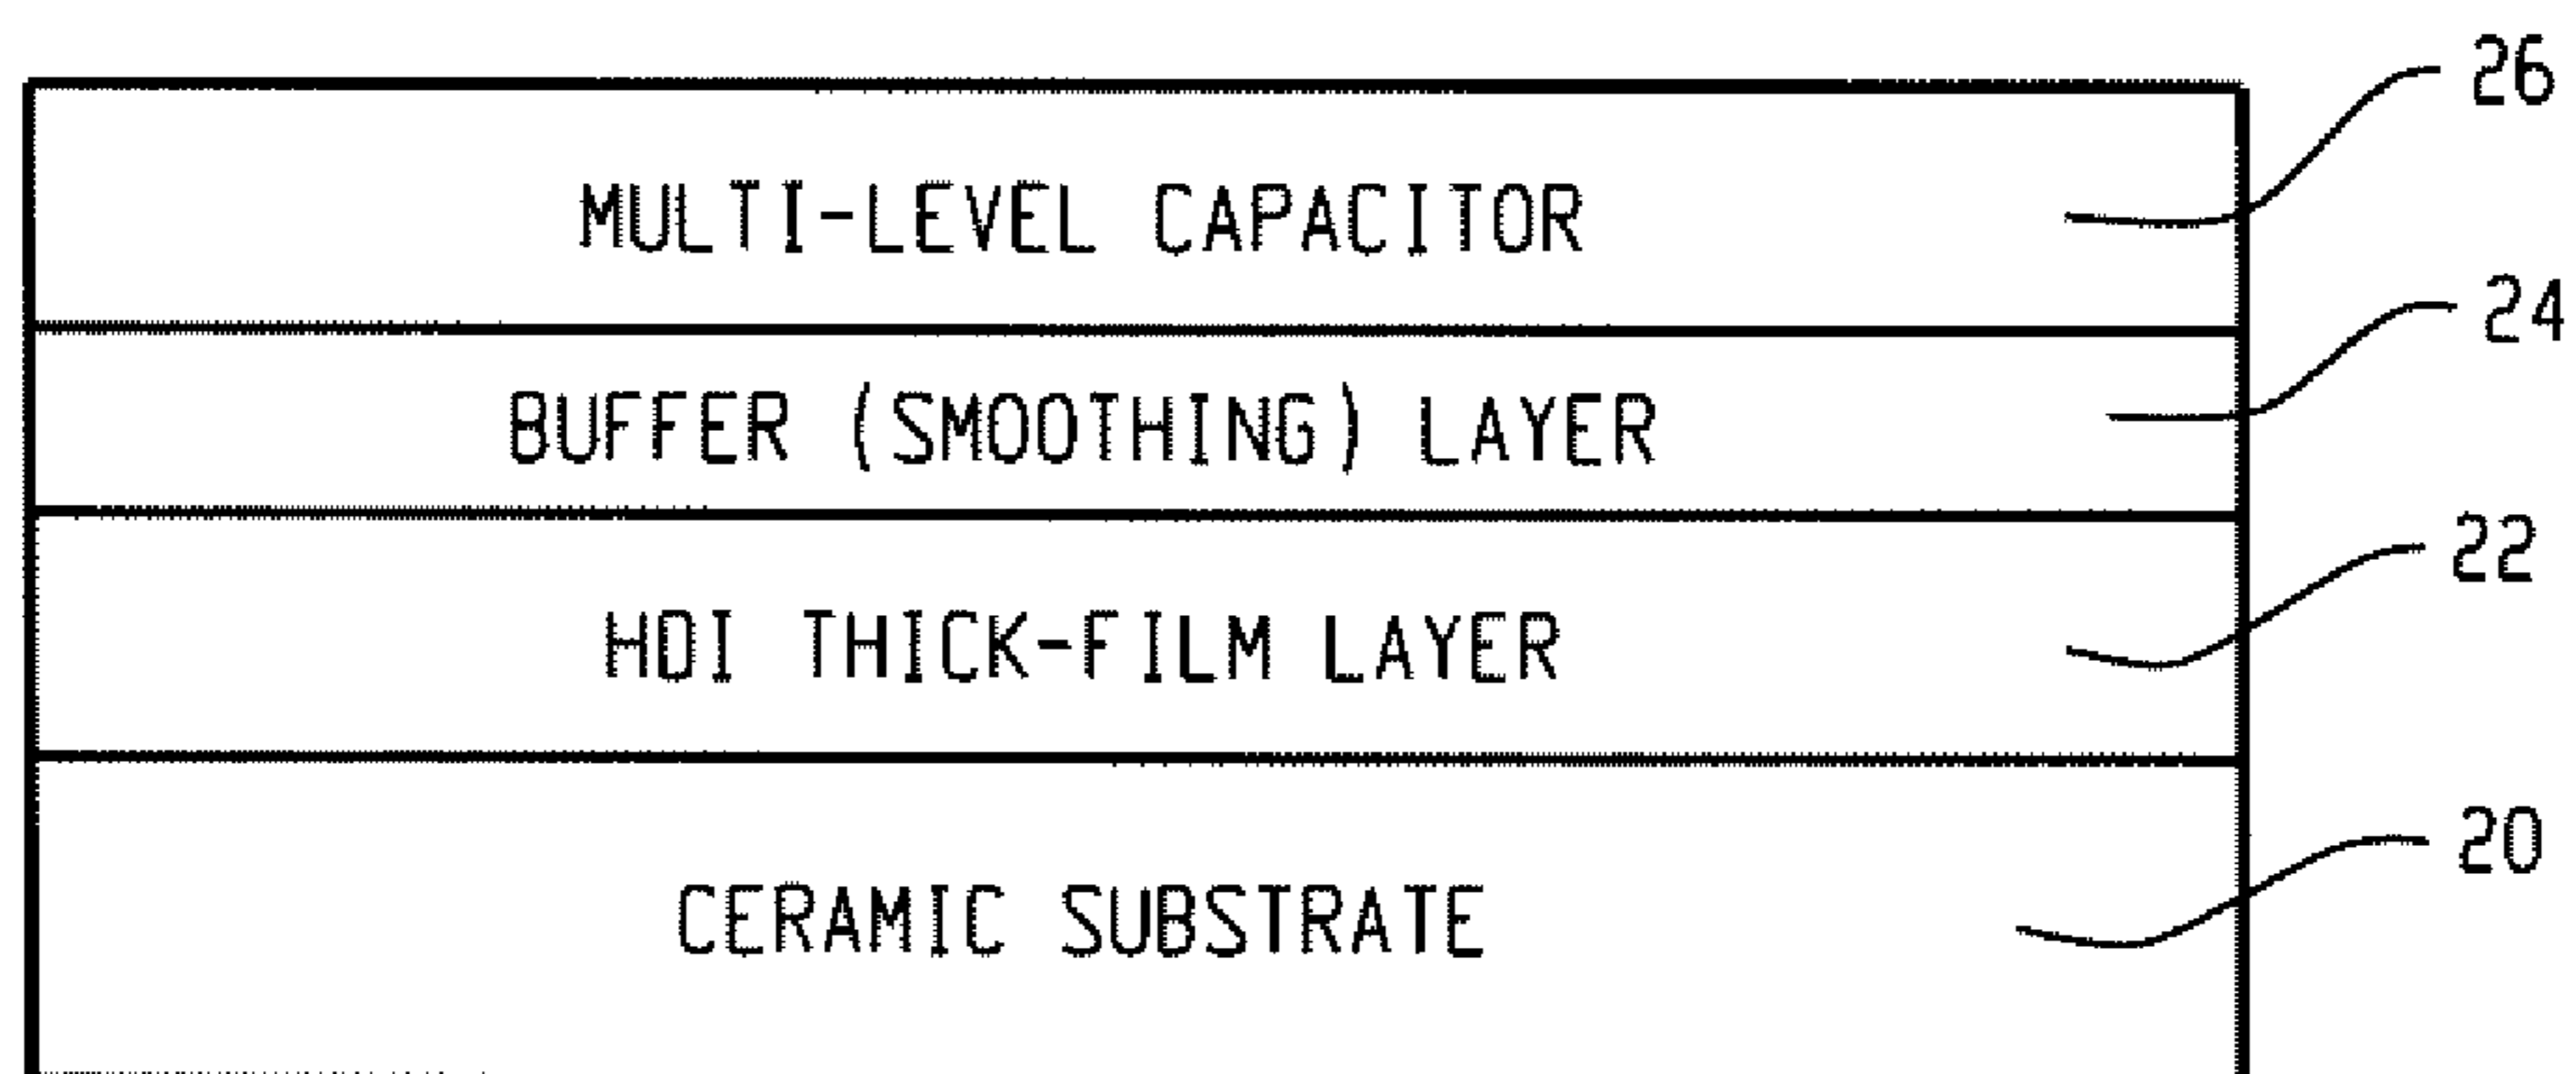 26
MULTI-LEVEL CAPACITOR
24
BUFFER (SMOOTHING) LAYER
22
HDI THICK-FILM LAYER
20
CERAMIC SUBSTRATE